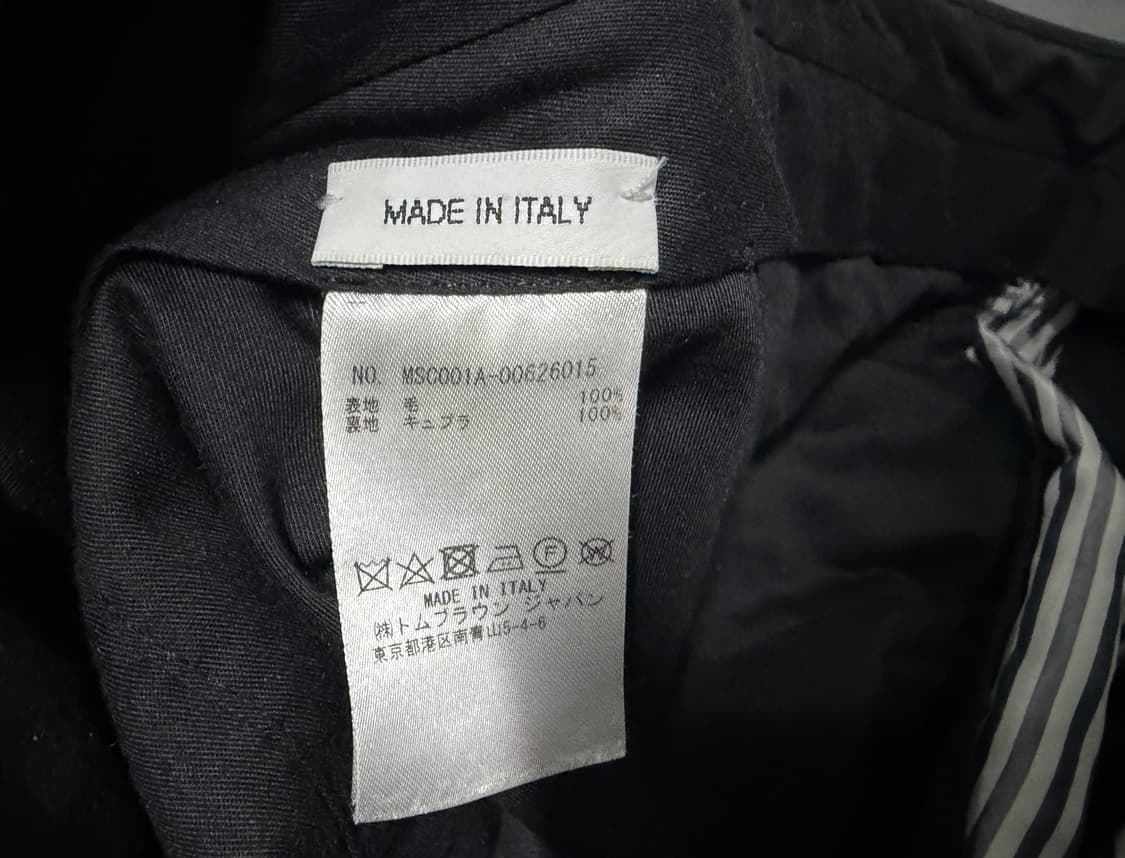 MADE IN ITALY
NO. MSC001A-00626015
表地 毛 100%
裏地 キュプラ 100%
F W
MADE IN ITALY
㈱トムブラウン ジャパン
東京都港区南青山5-4-6